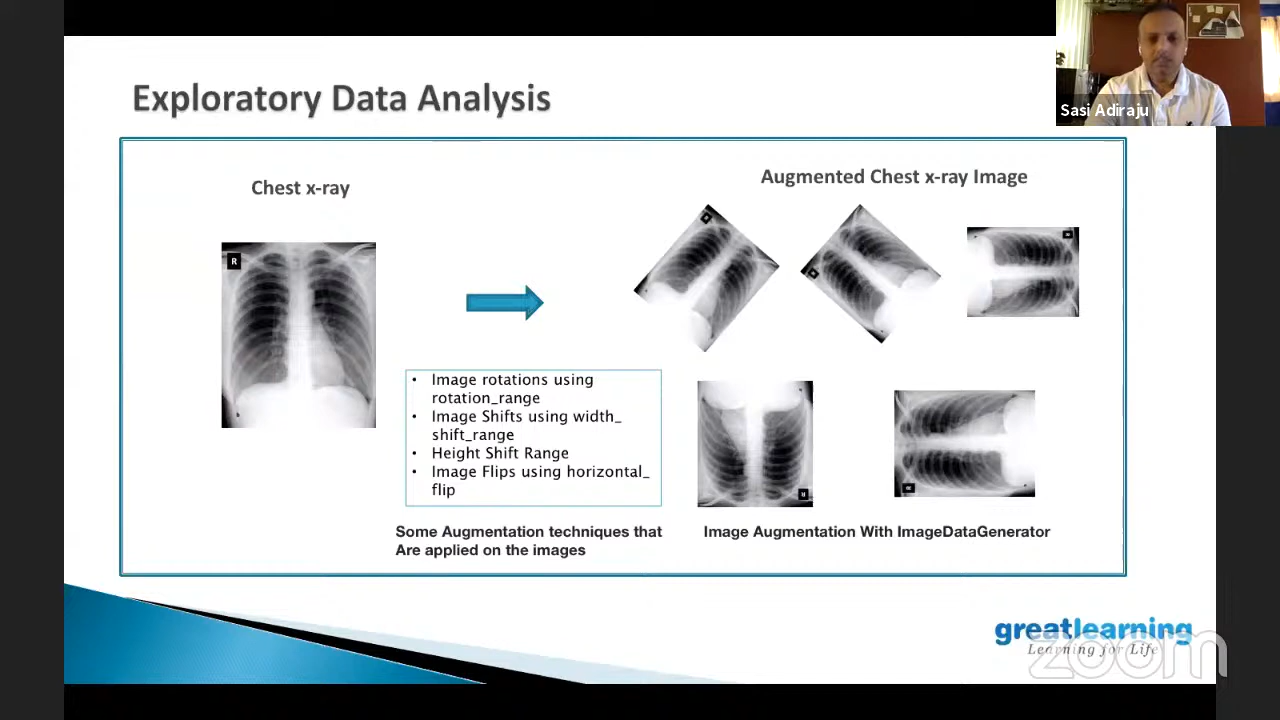 Sasi Adiraju
Exploratory Data Analysis
Chest x-ray
Augmented Chest x-ray Image
R
• Image rotations using
rotation_range
• Image Shifts using width_
shift_range
• Height Shift Range
• Image Flips using horizontal_
flip
Some Augmentation techniques that
Are applied on the images
Image Augmentation With ImageDataGenerator
greatlearning
Learning for Life
zoom